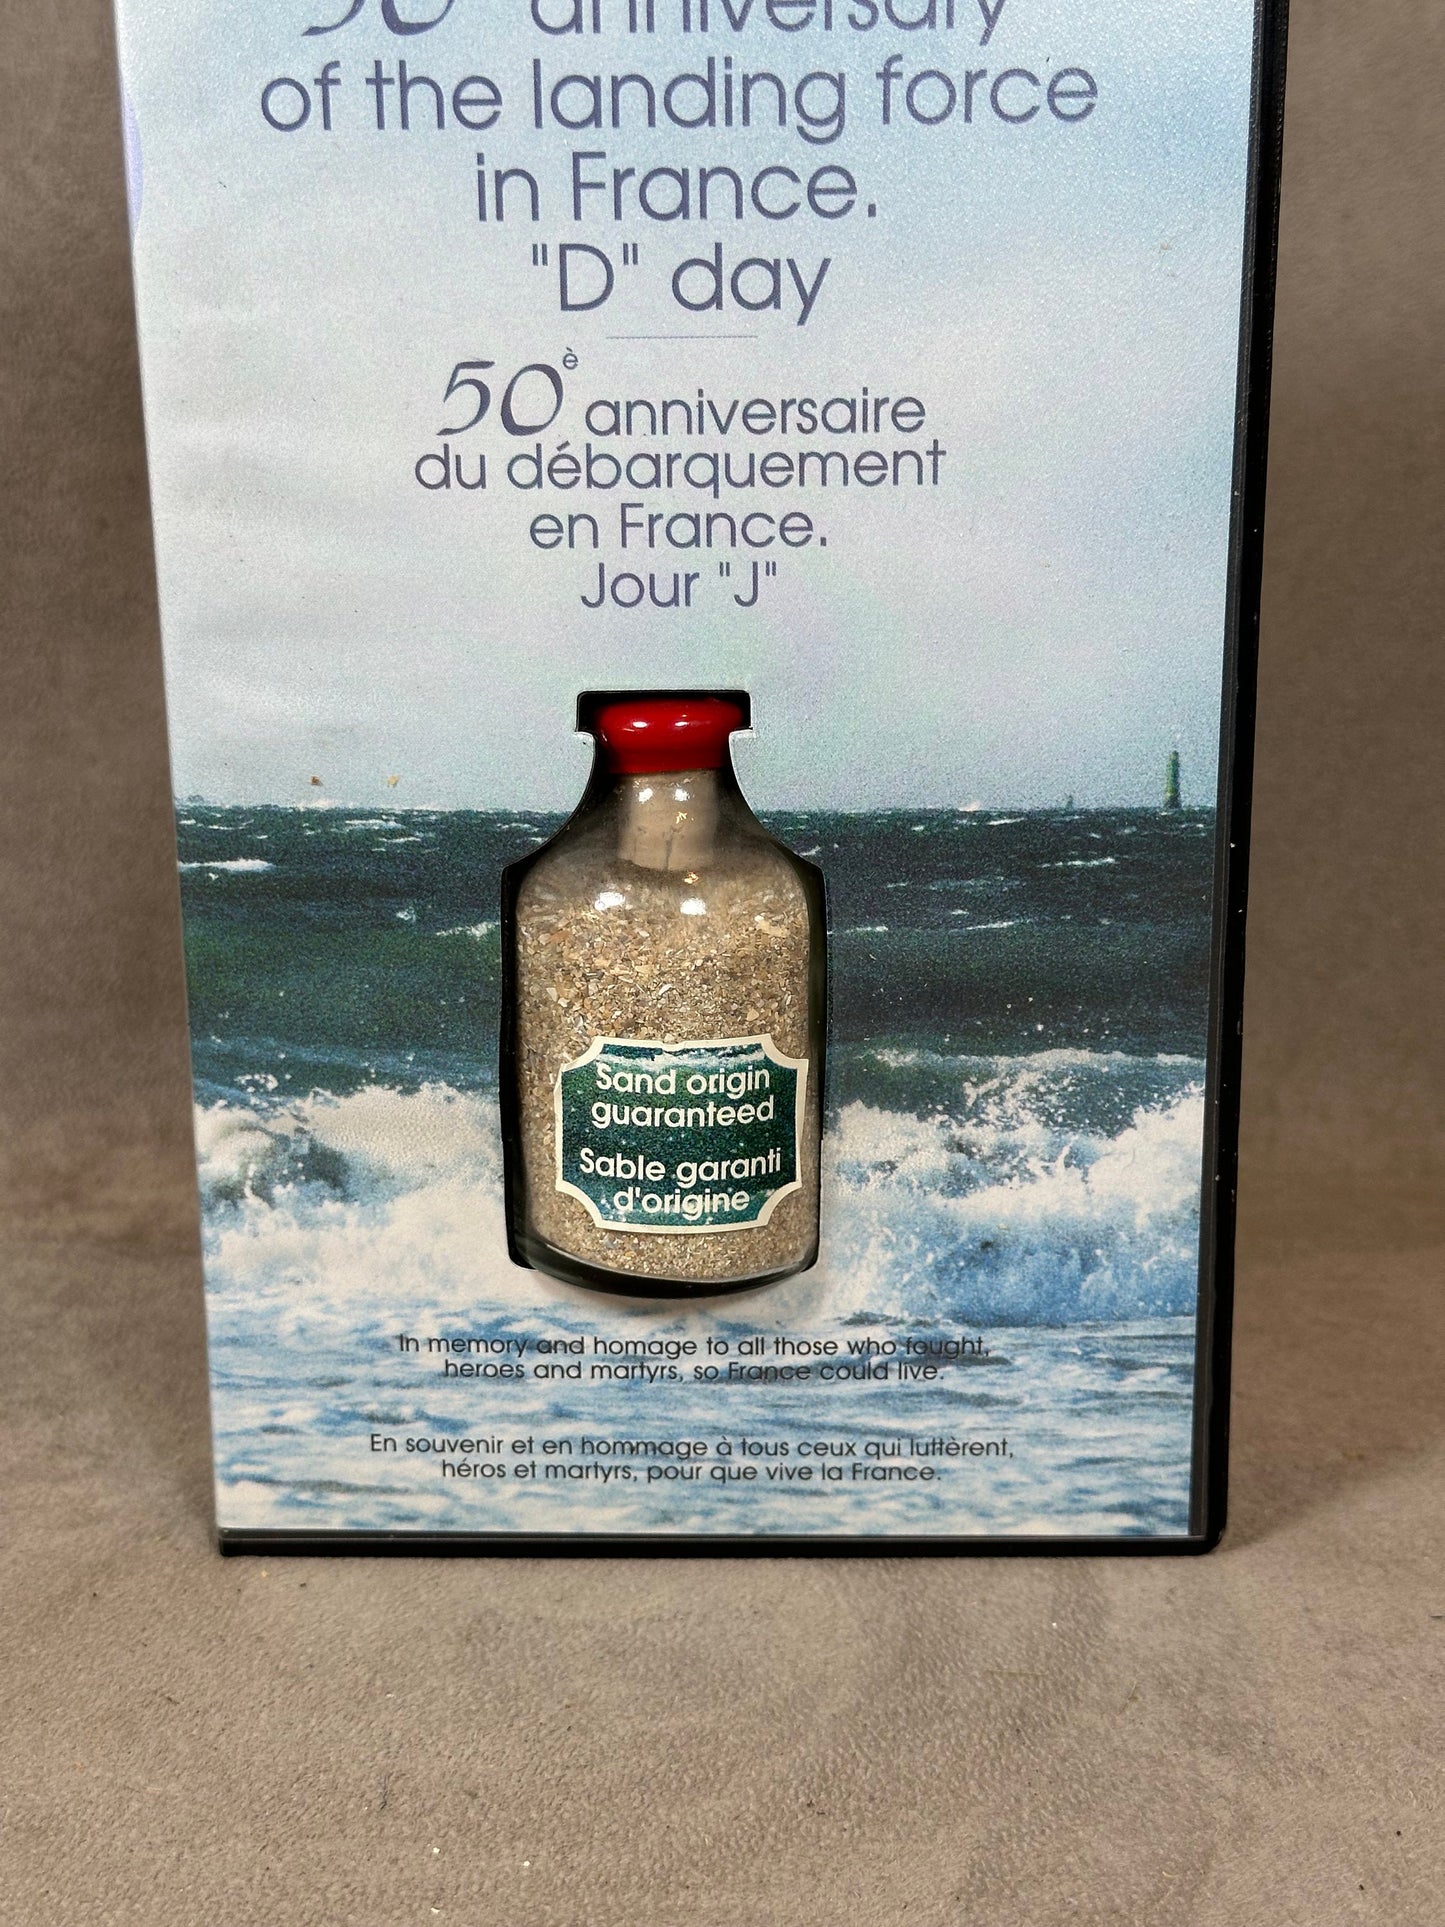 50 anniversary
of the landing force
in France.
"D" day
50è anniversaire
du débarquement
en France.
Jour "J"
Sand origin
guaranteed
Sable garanti
d'origine
In memory and homage to all those who fought,
heroes and martyrs, so France could live.
En souvenir et en hommage à tous ceux qui luttèrent,
héros et martyrs, pour que vive la France.